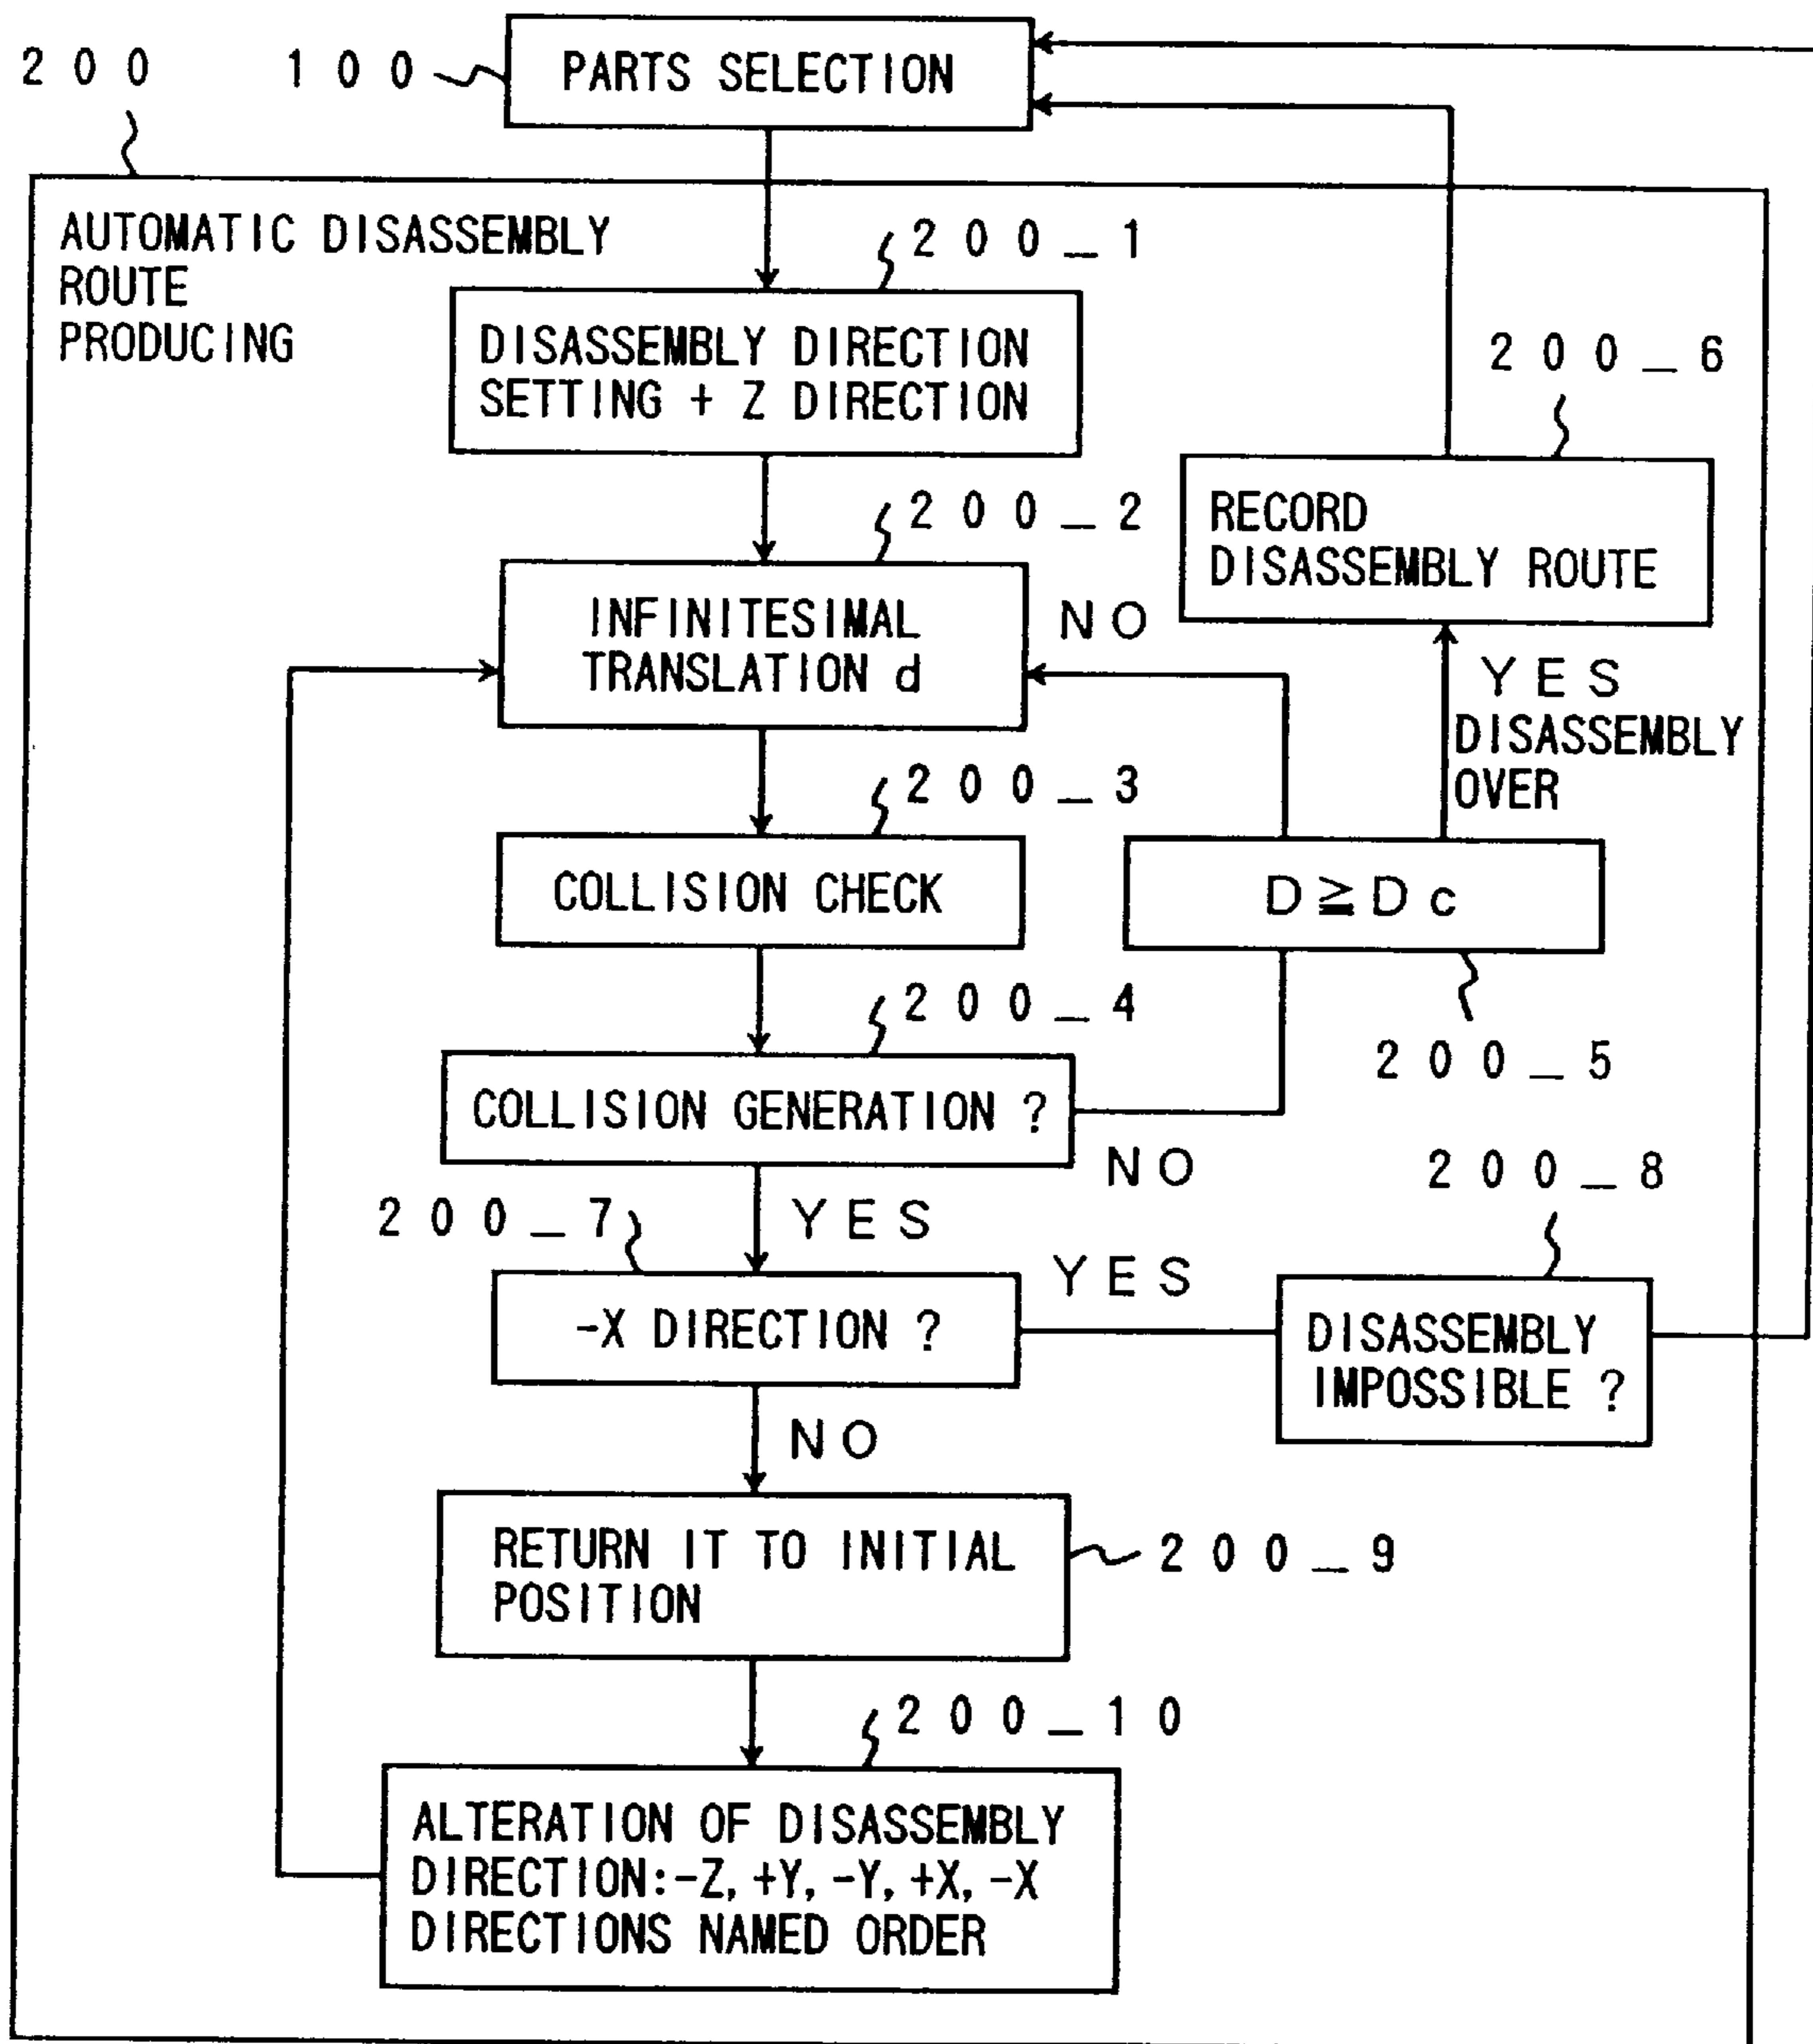 200
100
PARTS SELECTION
AUTOMATIC DISASSEMBLY
ROUTE
PRODUCING
200_1
DISASSEMBLY DIRECTION
SETTING + Z DIRECTION
200_6
RECORD
DISASSEMBLY ROUTE
200_2
INFINITESIMAL
TRANSLATION d
NO
YES
DISASSEMBLY
OVER
200_3
COLLISION CHECK
D ≧ Dc
200_5
200_4
COLLISION GENERATION ?
NO
200_8
200_7
YES
-X DIRECTION ?
YES
DISASSEMBLY
IMPOSSIBLE ?
NO
RETURN IT TO INITIAL
POSITION
200_9
200_10
ALTERATION OF DISASSEMBLY
DIRECTION:-Z, +Y, -Y, +X, -X
DIRECTIONS NAMED ORDER